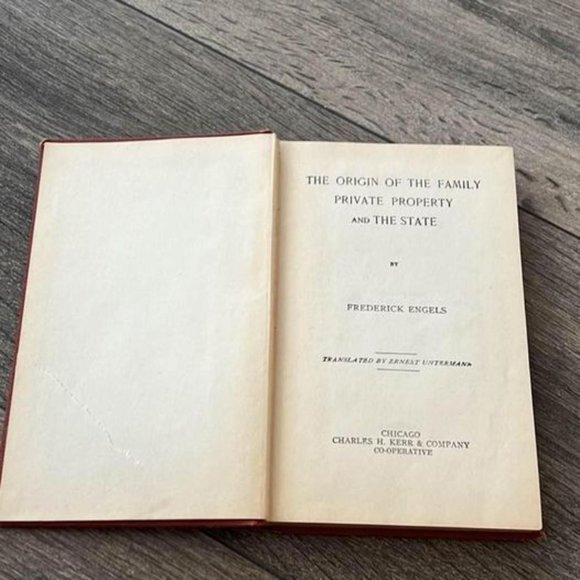 THE ORIGIN OF THE FAMILY
PRIVATE PROPERTY
AND THE STATE
BY
FREDERICK ENGELS
TRANSLATED BY ERNEST UNTERMANN
CHICAGO
CHARLES H. KERR & COMPANY
CO-OPERATIVE